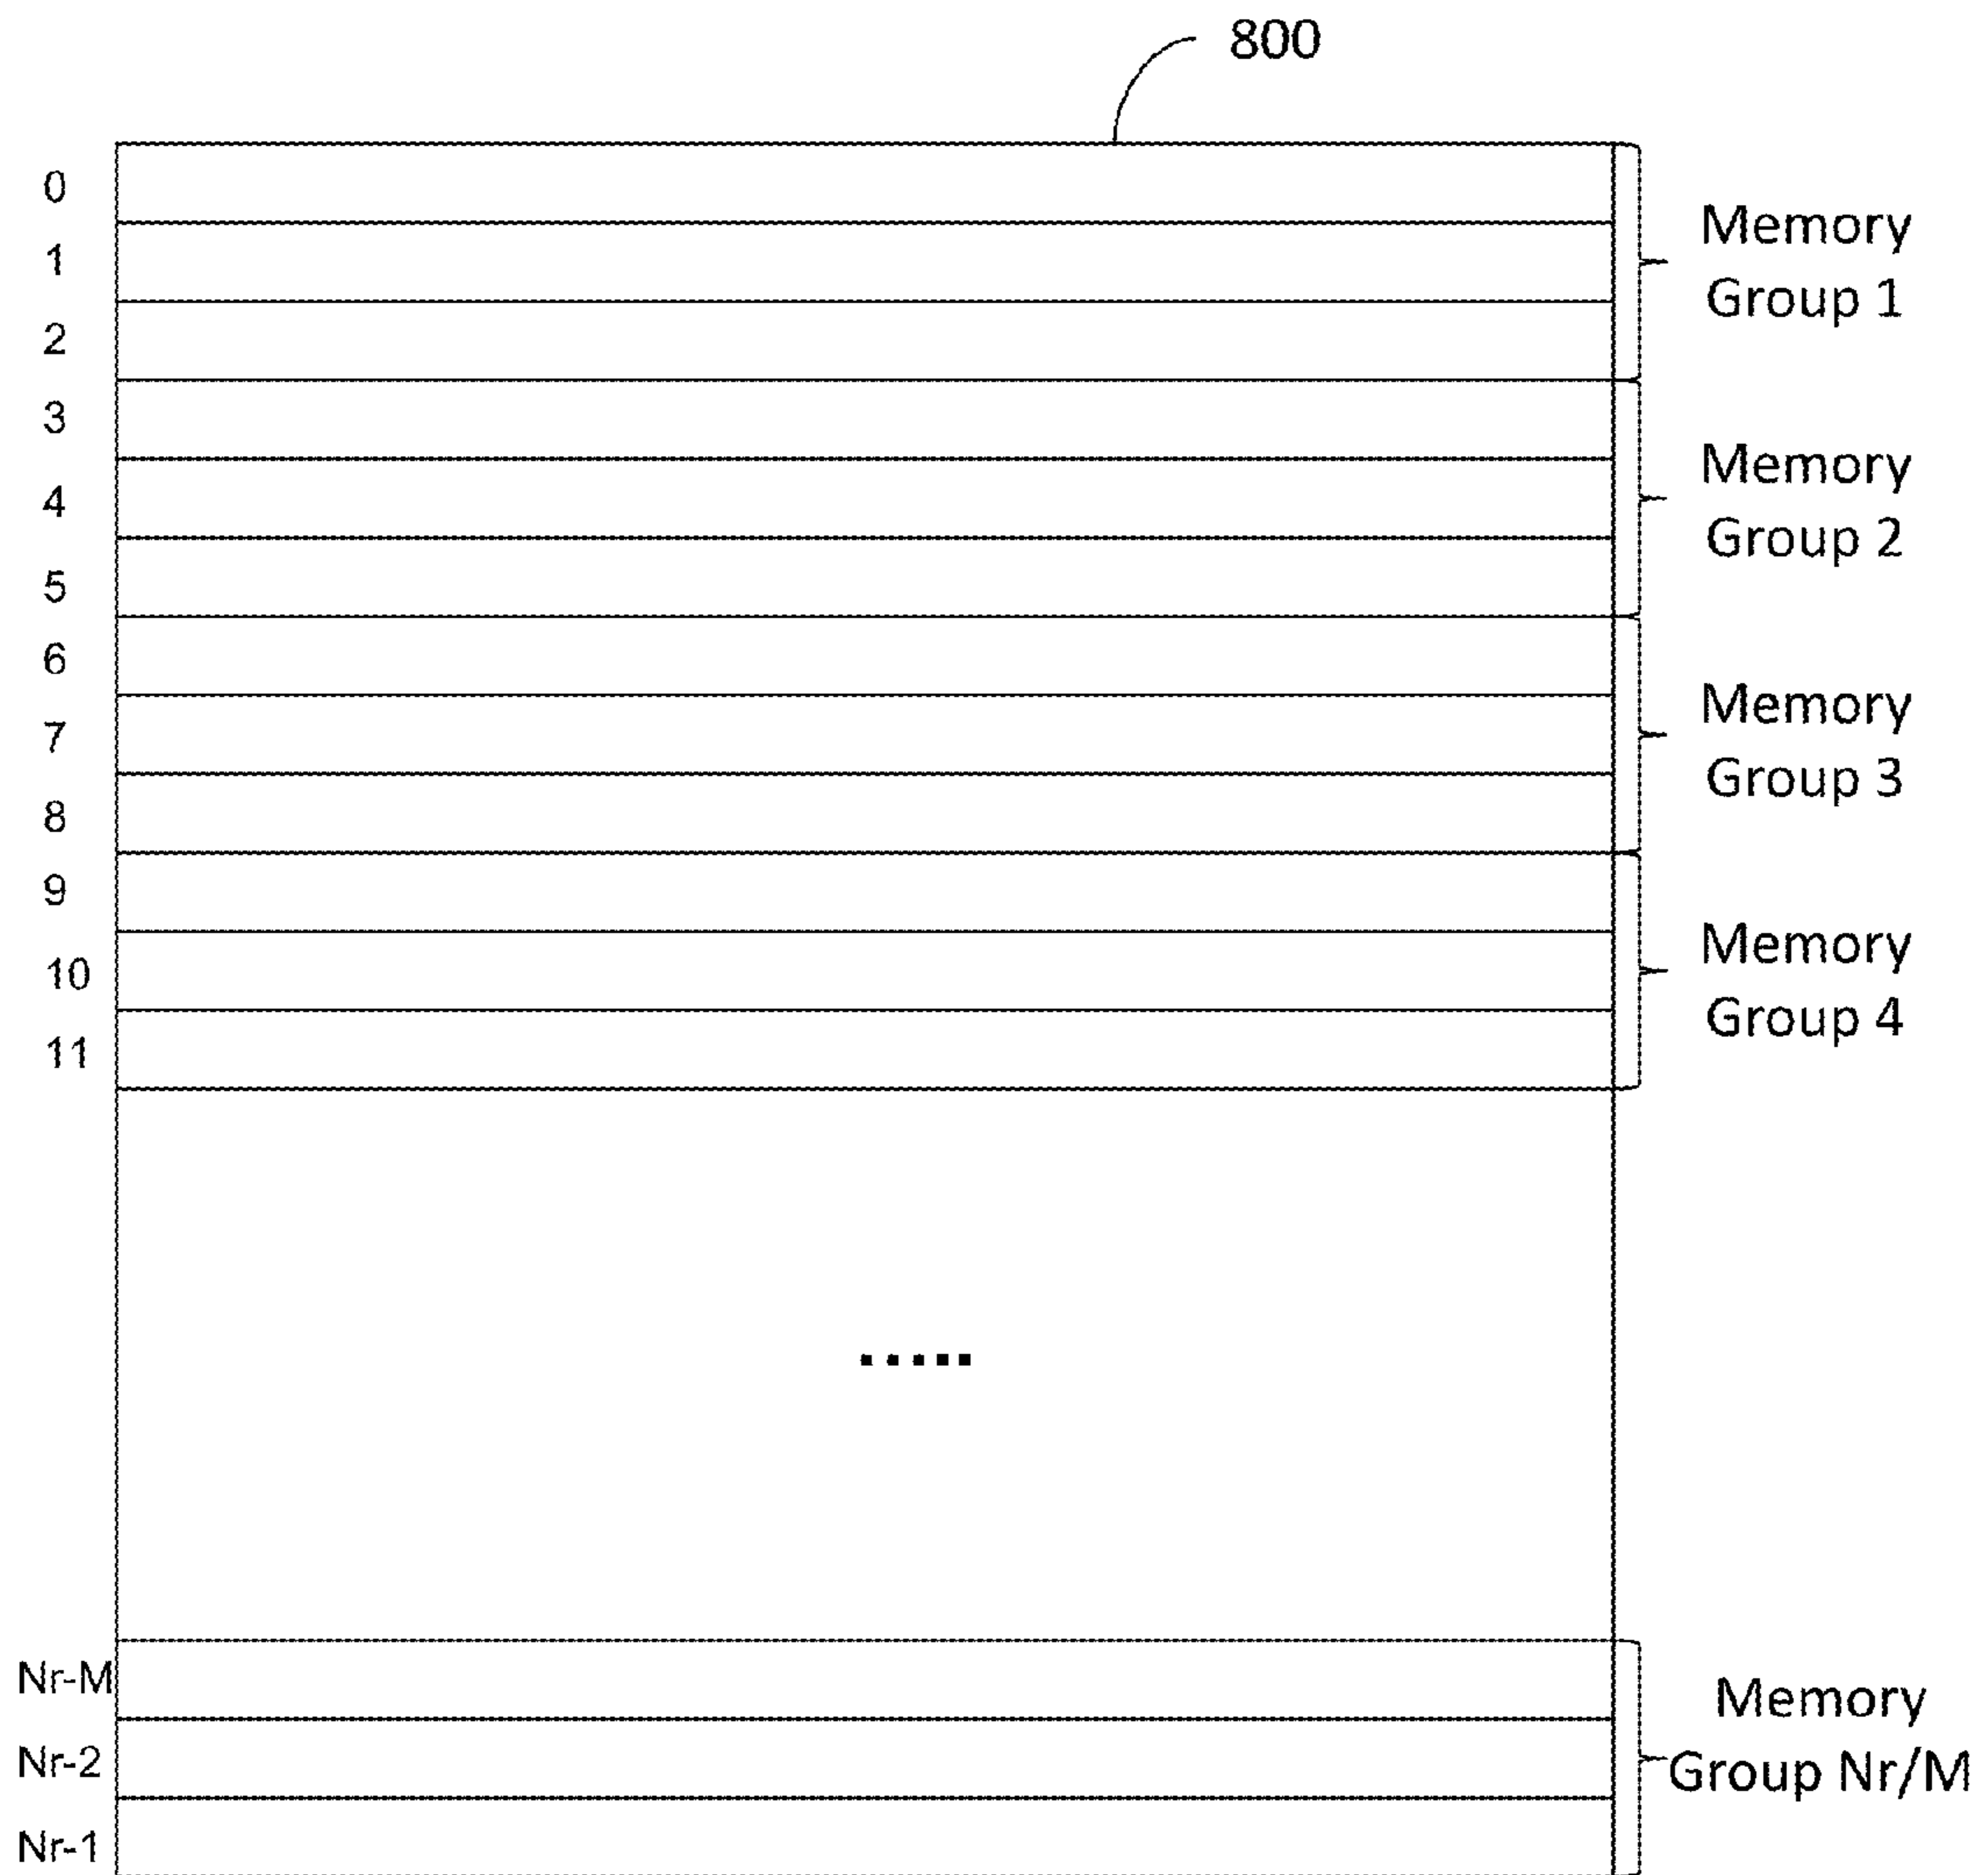 800
0
1
2
Memory
Group 1
3
4
5
Memory
Group 2
6
7
8
Memory
Group 3
9
10
11
Memory
Group 4
.....
Nr-M
Nr-2
Nr-1
Memory
Group Nr/M